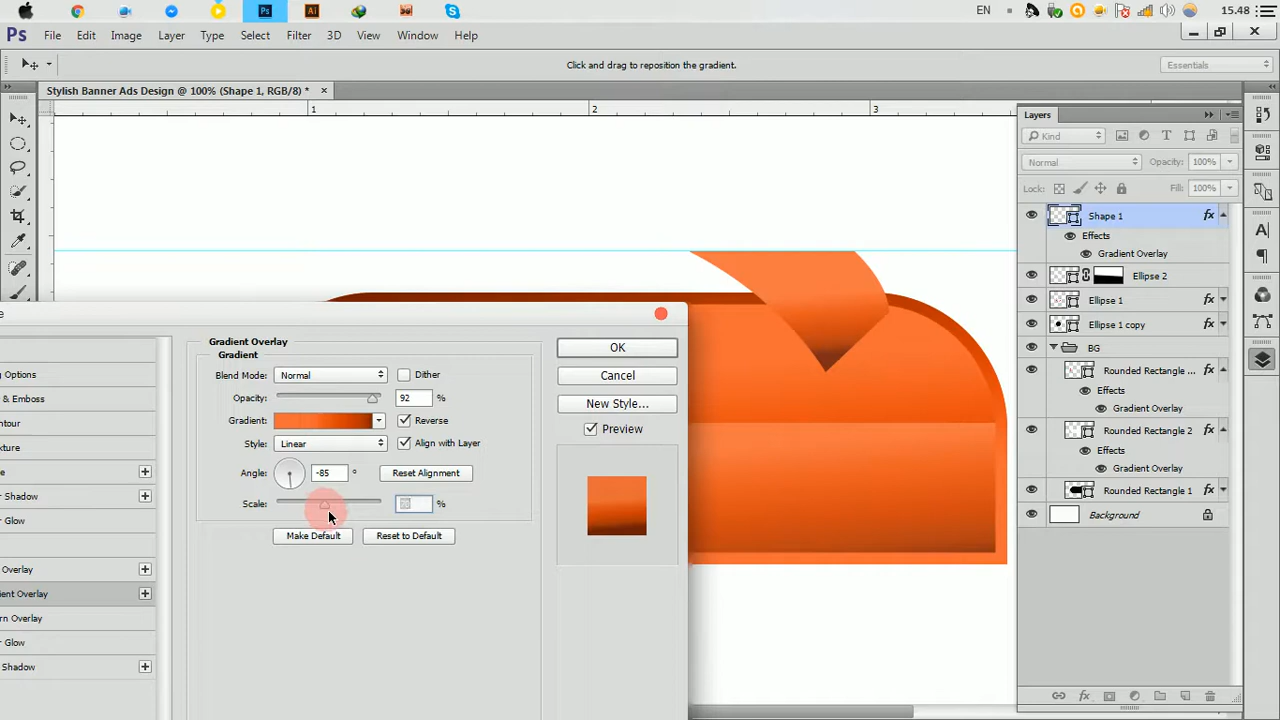 EN
15.48
Ps File Edit Image Layer Type Select Filter 3D View Window Help
Click and drag to reposition the gradient.
Essentials
Stylish Banner Ads Design @ 100% (Shape 1, RGB/8) * ×
1 2 3
Layers
Kind
Normal Opacity: 100%
Lock: Fill: 100%
Shape 1 fx
Effects
Gradient Overlay
Ellipse 2
Ellipse 1 fx
Ellipse 1 copy fx
BG
Rounded Rectangle ... fx
Effects
Gradient Overlay
Rounded Rectangle 2 fx
Effects
Gradient Overlay
Rounded Rectangle 1 fx
Background
e
Gradient Overlay
Gradient
Blend Mode: Normal Dither
Opacity: 92 %
Gradient: Reverse
Style: Linear Align with Layer
Angle: -85 ° Reset Alignment
Scale: %
Make Default Reset to Default
OK
Cancel
New Style...
Preview
ng Options
& Emboss
tour
ture
e
r Shadow
r Glow
Overlay
ient Overlay
rn Overlay
r Glow
Shadow